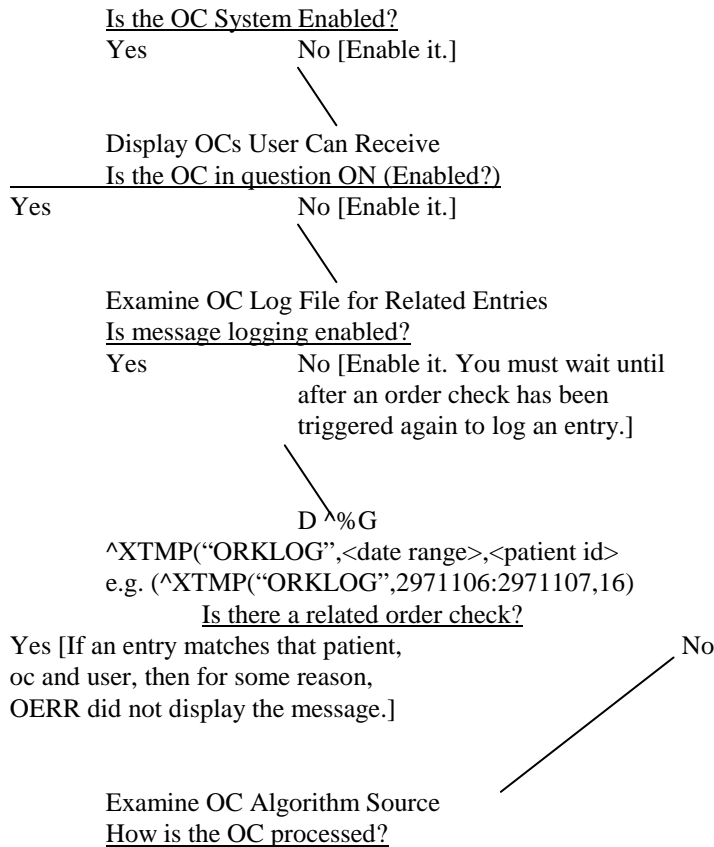 Is the OC System Enabled?
Yes No [Enable it.]
Display OCs User Can Receive
Is the OC in question ON (Enabled?)
Yes No [Enable it.]
Examine OC Log File for Related Entries
Is message logging enabled?
Yes No [Enable it. You must wait until
after an order check has been
triggered again to log an entry.]
D ^%G
^XTMP(“ORKLOG”,<date range>,<patient id>
e.g. (^XTMP(“ORKLOG”,2971106:2971107,16)
Is there a related order check?
Yes [If an entry matches that patient, No
oc and user, then for some reason,
OERR did not display the message.]
Examine OC Algorithm Source
How is the OC processed?